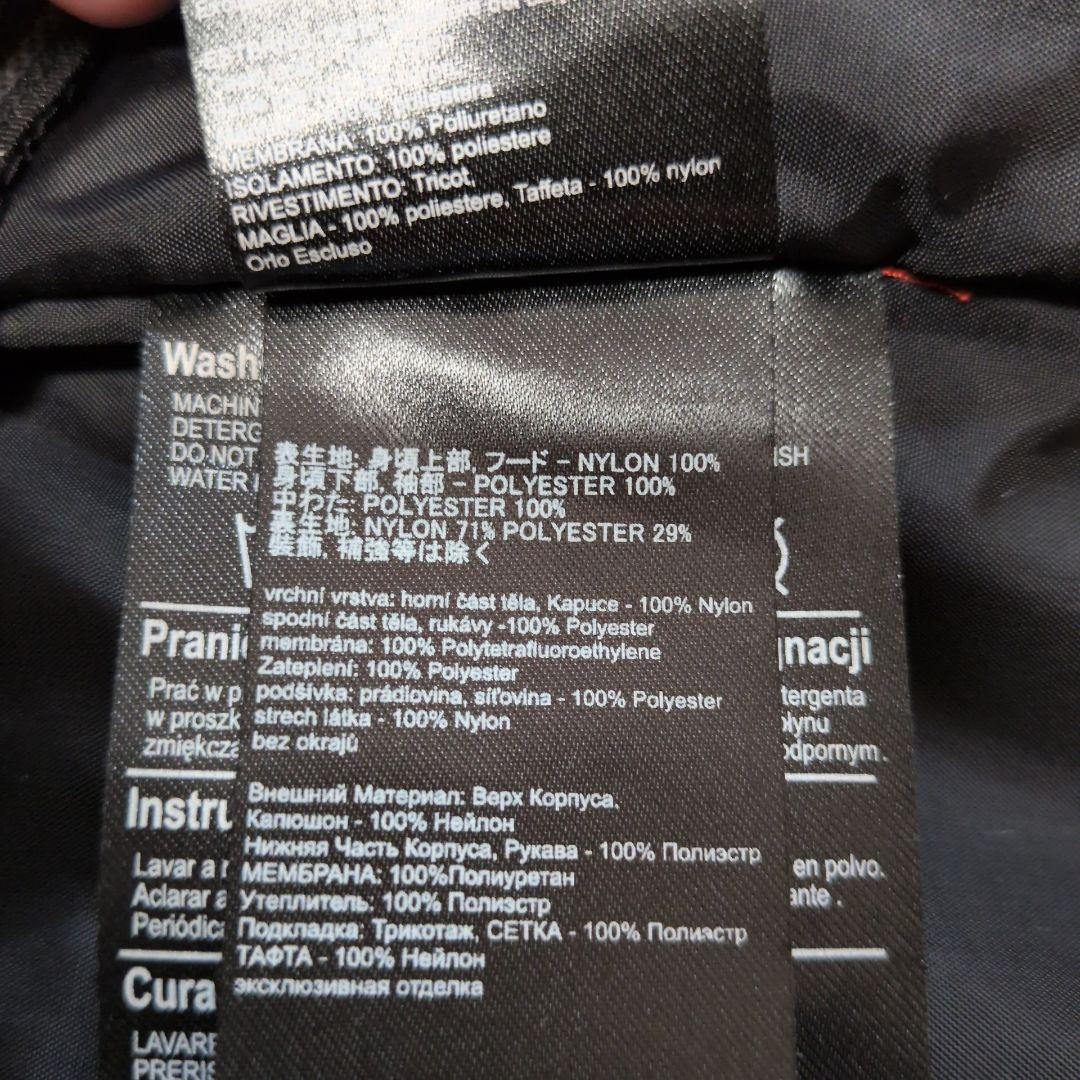 MEMBRANA: 100% Poliuretano
ISOLAMENTO: 100% poliestere
RIVESTIMENTO: Tricot,
MAGLIA - 100% poliestere, Taffeta - 100% nylon
Orlo Escluso
Wash
MACHIN
DETERG
DO NOT
WATER
ISH
表生地: 身頃上部, フード - NYLON 100%
身頃下部, 袖部 - POLYESTER 100%
中わた: POLYESTER 100%
表生地: NYLON 71% POLYESTER 29%
装飾, 補強等は除く
vrchní vrstva: horní část těla, Kapuce - 100% Nylon
spodní část těla, rukávy -100% Polyester
membrána: 100% Polytetrafluoroethylene
Zateplení: 100% Polyester
podšívka: prádlovina, síťovina - 100% Polyester
strech látka - 100% Nylon
bez okrajů
Внешний Материал: Верх Корпуса,
Капюшон - 100% Нейлон
Нижняя Часть Корпуса, Рукава - 100% Полиэстр
МЕМБРАНА: 100%Полиуретан
Утеплитель: 100% Полиэстр
Подкладка: Трикотаж, СЕТКА - 100% Полиэстр
ТАФТА - 100% Нейлон
эксклюзивная отделка
Prani
gnacji
Prać w p
tergenta
w proszk
płynu
zmiękcza
odpornym.
Instru
Lavar a
en polvo.
Aclarar a
ante .
Periódic
Cura
LAVARE
PRERIS